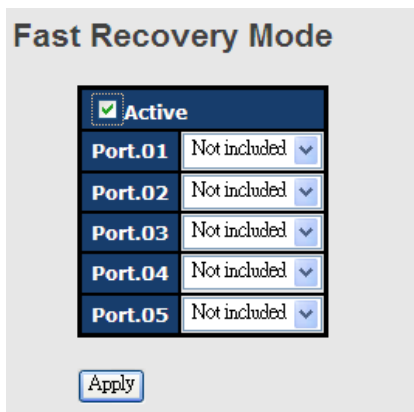 Fast Recovery Mode
Active
Port.01 Not included
Port.02 Not included
Port.03 Not included
Port.04 Not included
Port.05 Not included
Apply